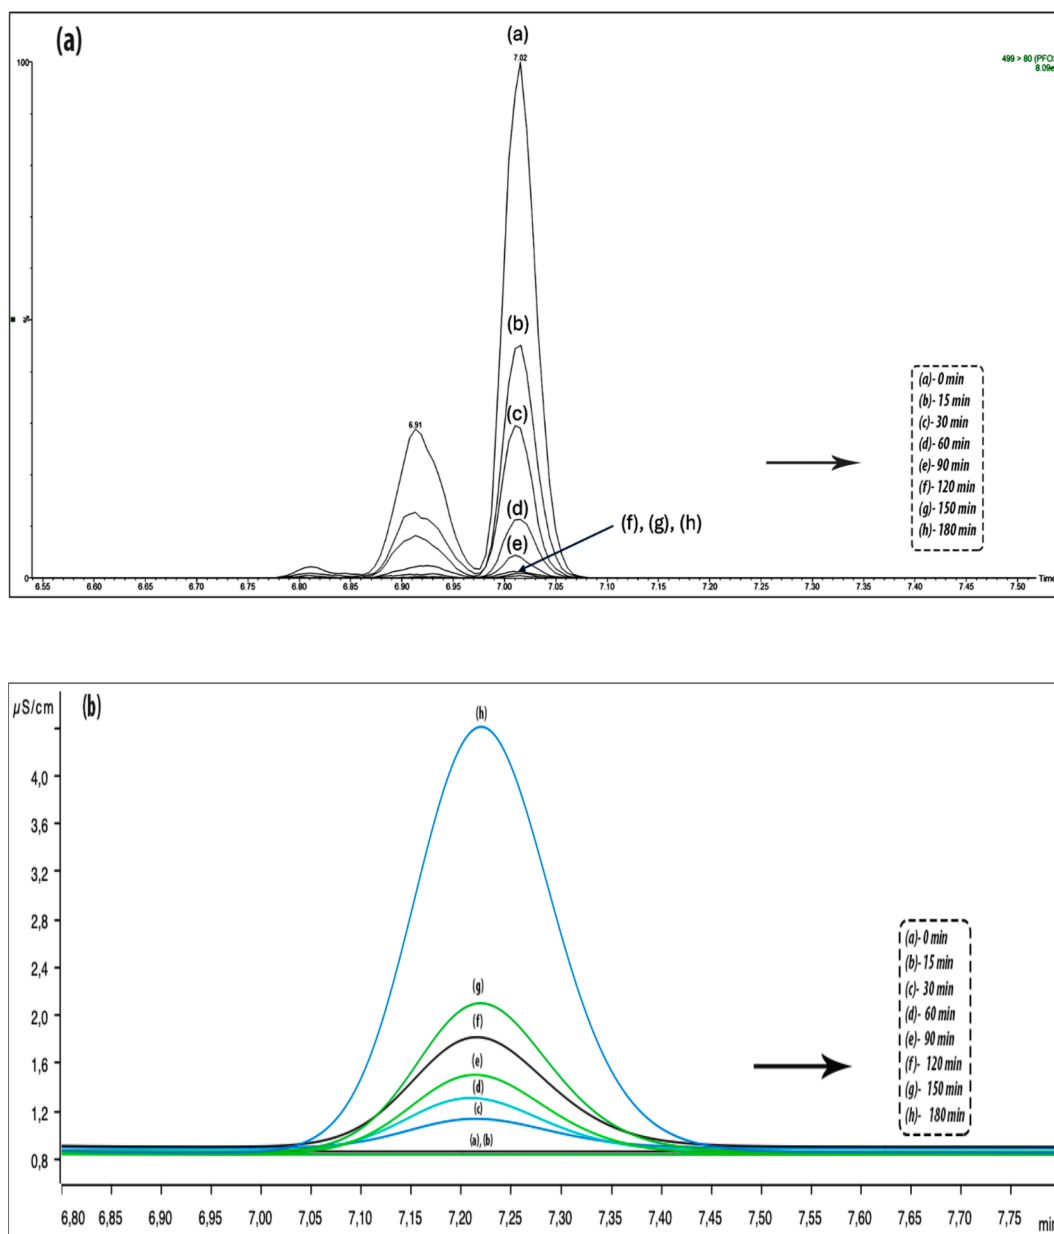 (a)
(a)
7.02
100
499 > 80 (PFOS
8.09e
(b)
%
(a)- 0 min
(b)- 15 min
(c)- 30 min
(d)- 60 min
(e)- 90 min
(f)- 120 min
(g)- 150 min
(h)- 180 min
(c)
6.91
(d)
(f), (g), (h)
(e)
0
6.55 6.60 6.65 6.70 6.75 6.80 6.85 6.90 6.95 7.00 7.05 7.10 7.15 7.20 7.25 7.30 7.35 7.40 7.45 7.50 Time
µS/cm
(b)
(h)
4,0
3,6
3,2
2,8
2,4
2,0
1,6
1,2
0,8
(g)
(f)
(e)
(d)
(c)
(a), (b)
(a)- 0 min
(b)- 15 min
(c)- 30 min
(d)- 60 min
(e)- 90 min
(f)- 120 min
(g)- 150 min
(h)- 180 min
6,80 6,85 6,90 6,95 7,00 7,05 7,10 7,15 7,20 7,25 7,30 7,35 7,40 7,45 7,50 7,55 7,60 7,65 7,70 7,75 min